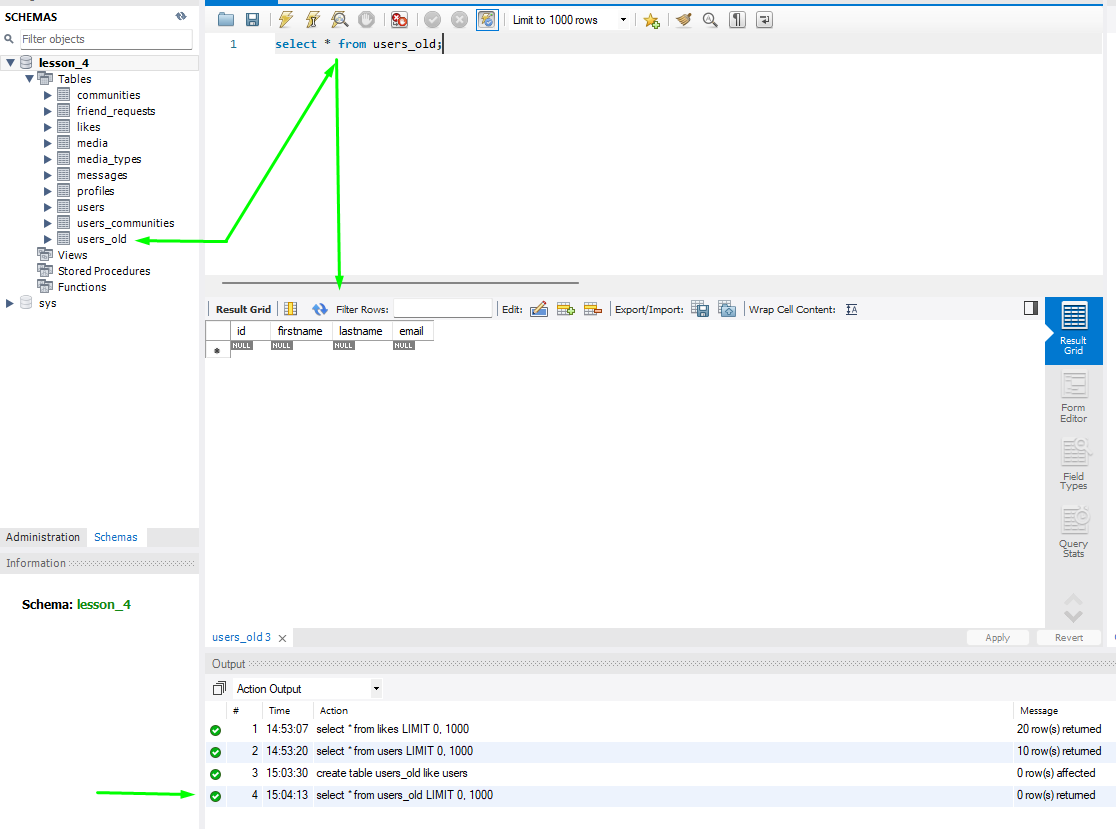 SCHEMAS
Filter objects
lesson_4
Tables
communities
friend_requests
likes
media
media_types
messages
profiles
users
users_communities
users_old
Views
Stored Procedures
Functions
sys
Administration Schemas
Information
Schema: lesson_4
Limit to 1000 rows
1 select * from users_old;
Result Grid Filter Rows: Edit: Export/Import: Wrap Cell Content:
id firstname lastname email
NULL NULL NULL NULL
Result
Grid
Form
Editor
Field
Types
Query
Stats
users_old 3 Apply Revert
Output
Action Output
# Time Action Message
1 14:53:07 select * from likes LIMIT 0, 1000 20 row(s) returned
2 14:53:20 select * from users LIMIT 0, 1000 10 row(s) returned
3 15:03:30 create table users_old like users 0 row(s) affected
4 15:04:13 select * from users_old LIMIT 0, 1000 0 row(s) returned